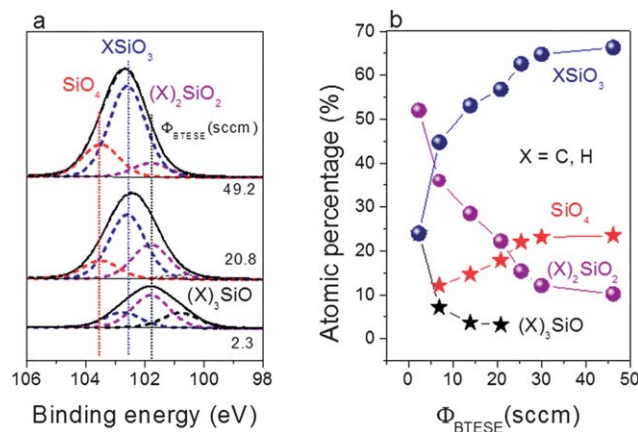 a
XSiO₃
SiO₄
(X)₂SiO₂
Φ_BTESE (sccm)
49.2
20.8
(X)₃SiO
2.3
106 104 102 100 98
Binding energy (eV)
b
Atomic percentage (%)
70
60
50
40
30
20
10
0
XSiO₃
X = C, H
SiO₄
(X)₂SiO₂
(X)₃SiO
0 10 20 30 40 50
Φ_BTESE (sccm)